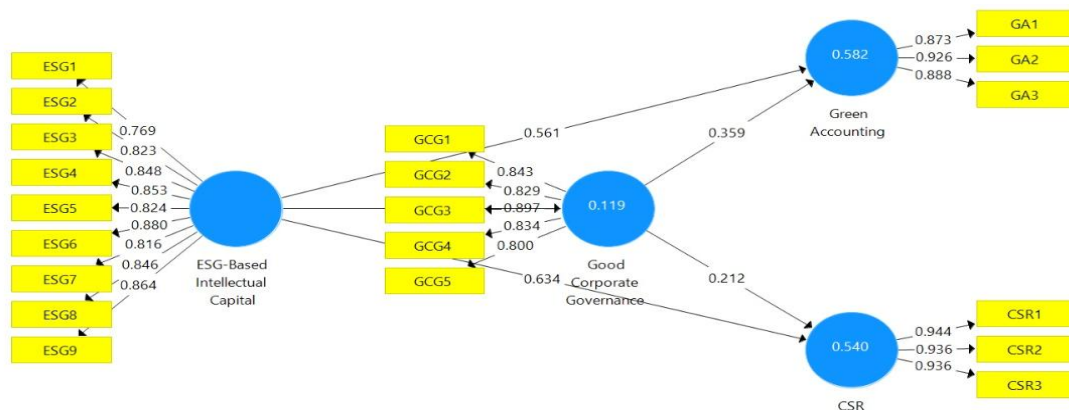 ESG1
ESG2
ESG3
ESG4
ESG5
ESG6
ESG7
ESG8
ESG9
0.769
0.823
0.848
0.853
0.824
0.880
0.816
0.846
0.864
ESG-Based
Intellectual
Capital
GCG1
GCG2
GCG3
GCG4
GCG5
0.843
0.829
0.897
0.834
0.800
0.119
Good
Corporate
Governance
0.561
0.359
0.634
0.212
0.582
Green
Accounting
0.873
0.926
0.888
GA1
GA2
GA3
0.540
CSR
0.944
0.936
0.936
CSR1
CSR2
CSR3